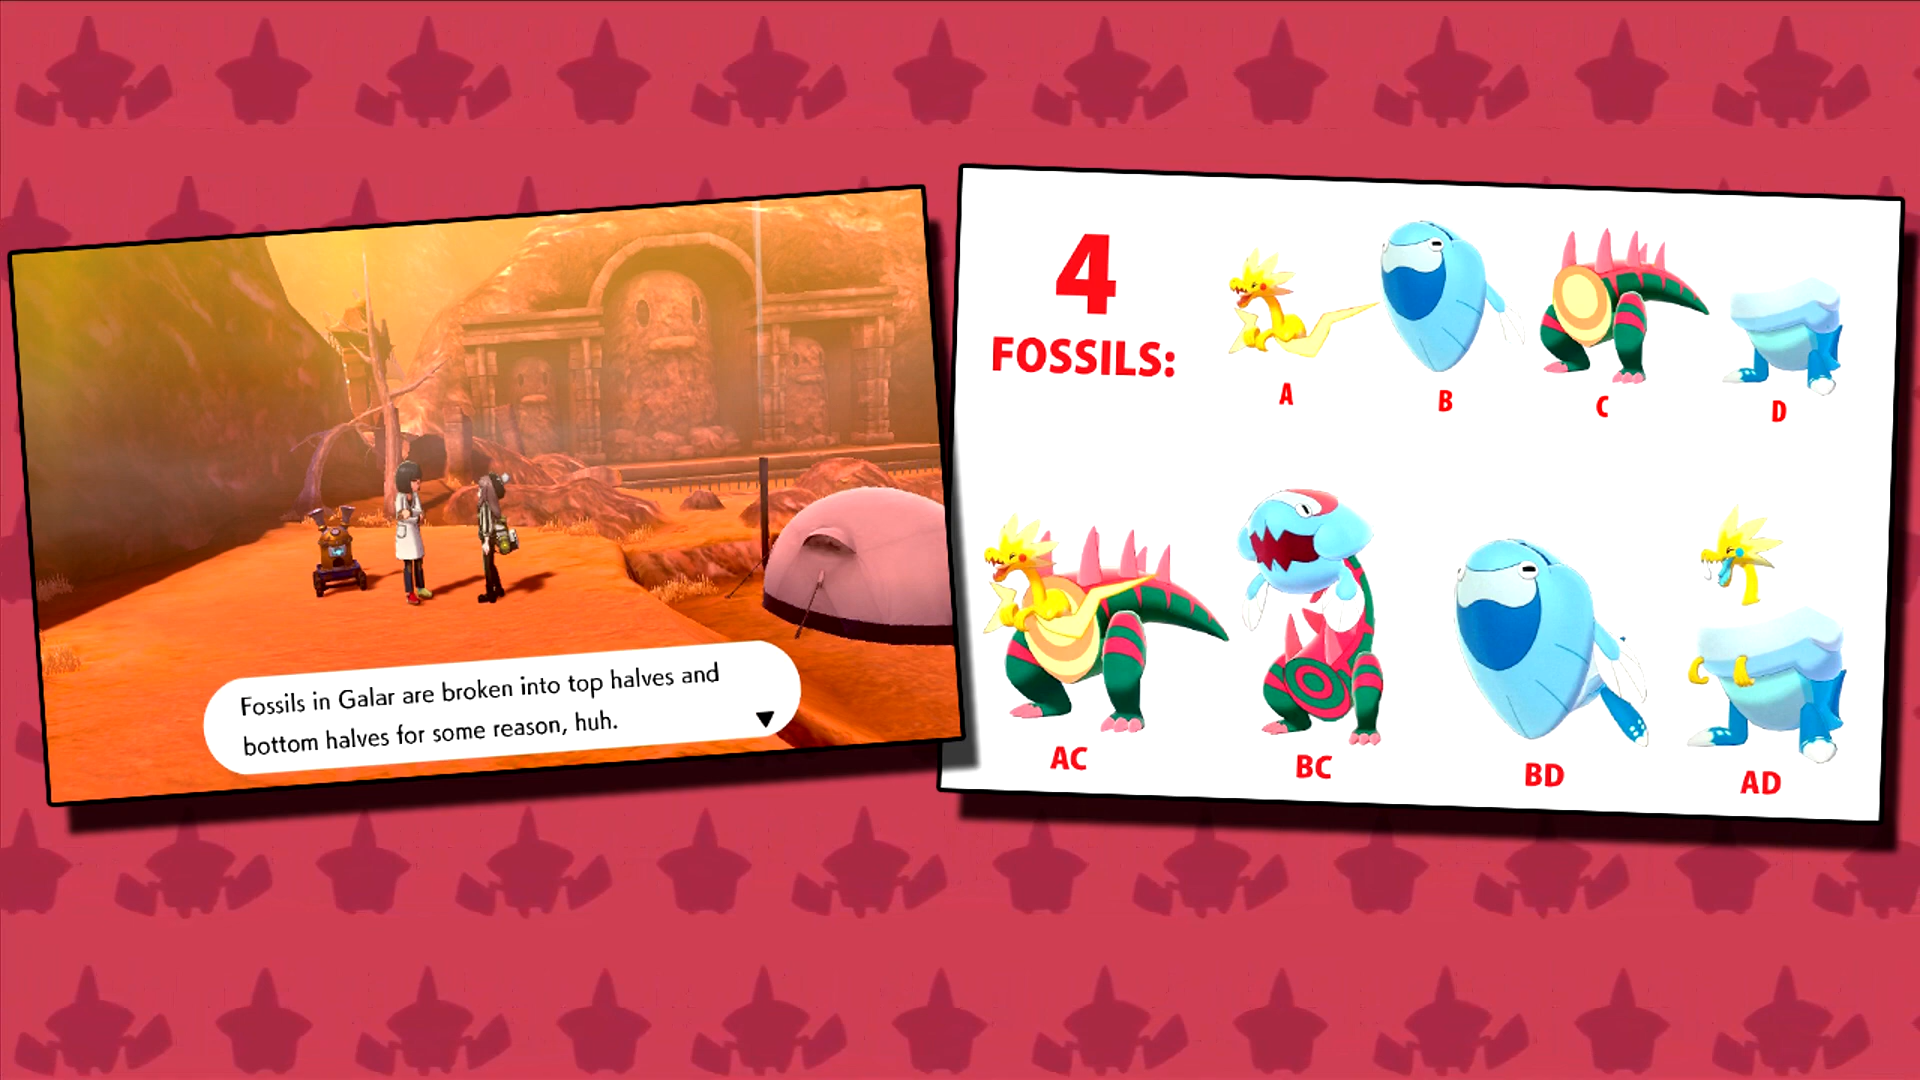 Fossils in Galar are broken into top halves and
bottom halves for some reason, huh.
4
FOSSILS:
A
B
C
D
AC
BC
BD
AD